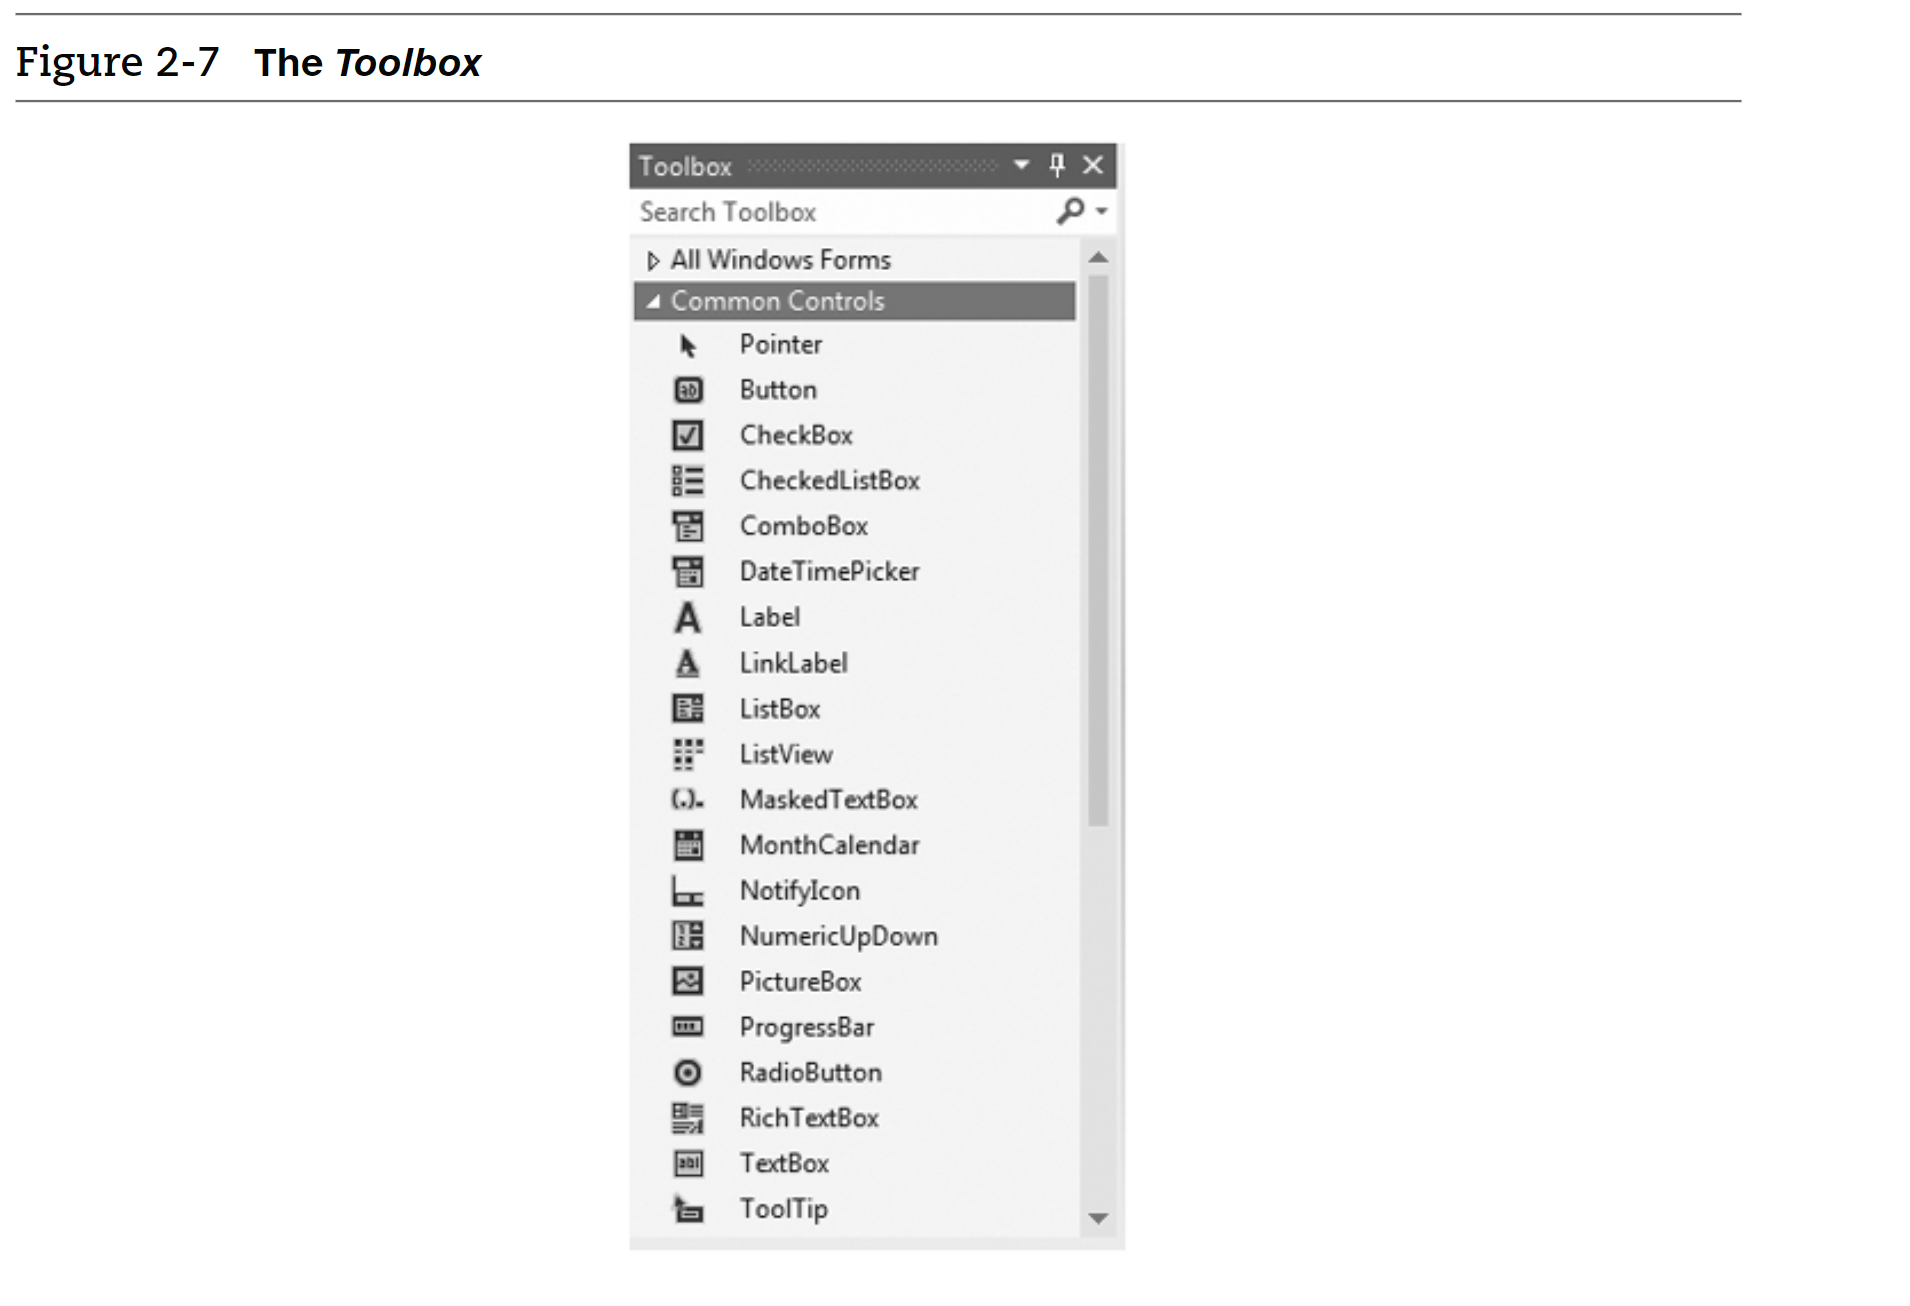 Figure 2-7 The Toolbox
Toolbox
Search Toolbox
All Windows Forms
Common Controls
Pointer
Button
CheckBox
CheckedListBox
ComboBox
DateTimePicker
Label
LinkLabel
ListBox
ListView
MaskedTextBox
MonthCalendar
NotifyIcon
NumericUpDown
PictureBox
ProgressBar
RadioButton
RichTextBox
TextBox
ToolTip